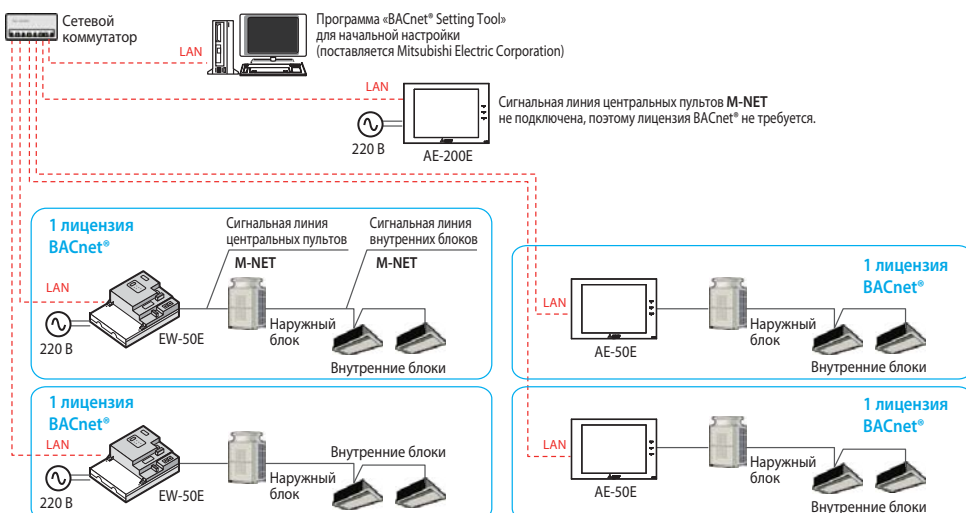 Сетевой
коммутатор
LAN
Программа «BACnet® Setting Tool»
для начальной настройки
(поставляется Mitsubishi Electric Corporation)
LAN
220 В
AE-200E
Сигнальная линия центральных пультов M-NET
не подключена, поэтому лицензия BACnet® не требуется.
1 лицензия
BACnet®
Сигнальная линия
центральных пультов
M-NET
Сигнальная линия
внутренних блоков
M-NET
LAN
220 В
EW-50E
Наружный
блок
Внутренние блоки
1 лицензия
BACnet®
LAN
AE-50E
Наружный
блок
Внутренние блоки
1 лицензия
BACnet®
LAN
220 В
EW-50E
Наружный
блок
Внутренние блоки
1 лицензия
BACnet®
LAN
AE-50E
Наружный
блок
Внутренние блоки